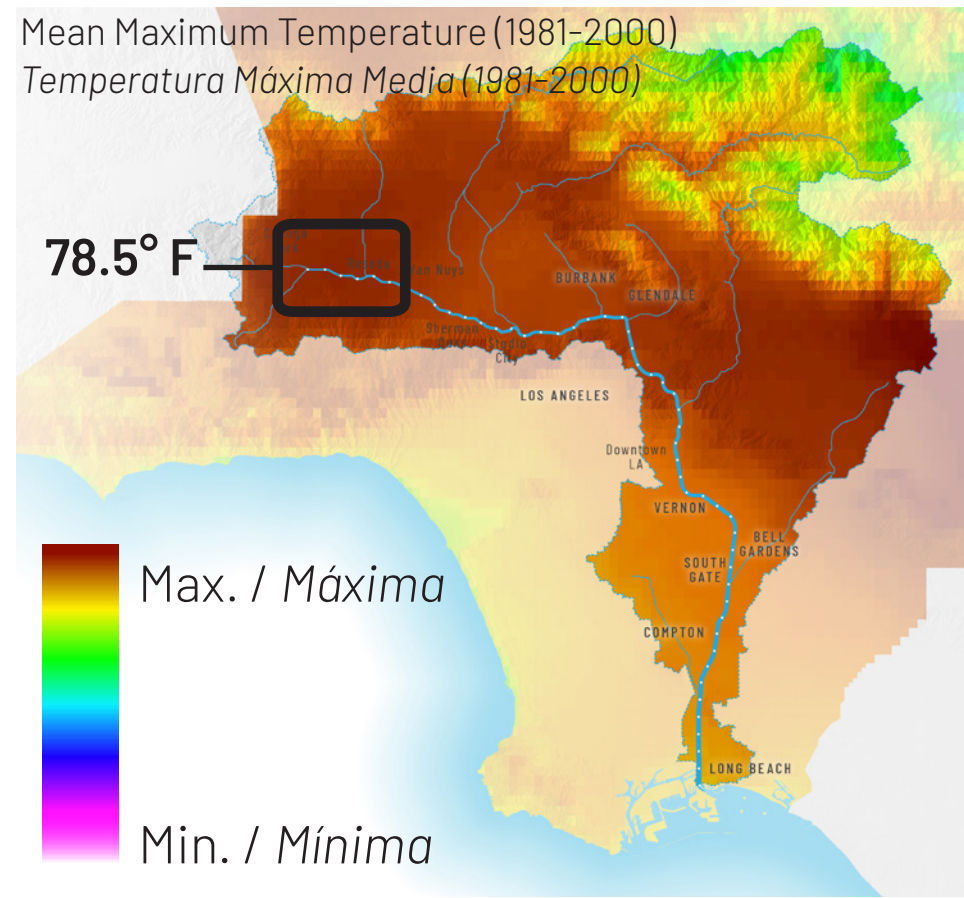 Mean Maximum Temperature (1981-2000)
Temperatura Máxima Media (1981-2000)
78.5° F
Van Nuys
BURBANK
GLENDALE
Sherman
Studio
City
LOS ANGELES
Downtown
LA
VERNON
BELL
GARDENS
SOUTH
GATE
COMPTON
LONG BEACH
Max. / Máxima
Min. / Mínima